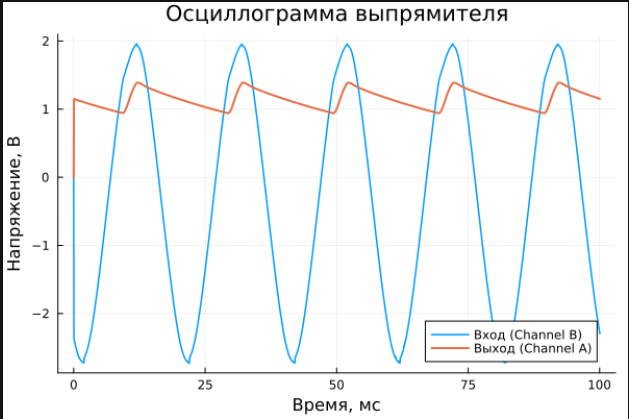 Осциллограмма выпрямителя
Напряжение, В
2
1
0
−1
−2
Вход (Channel B)
Выход (Channel A)
0 25 50 75 100
Время, мс